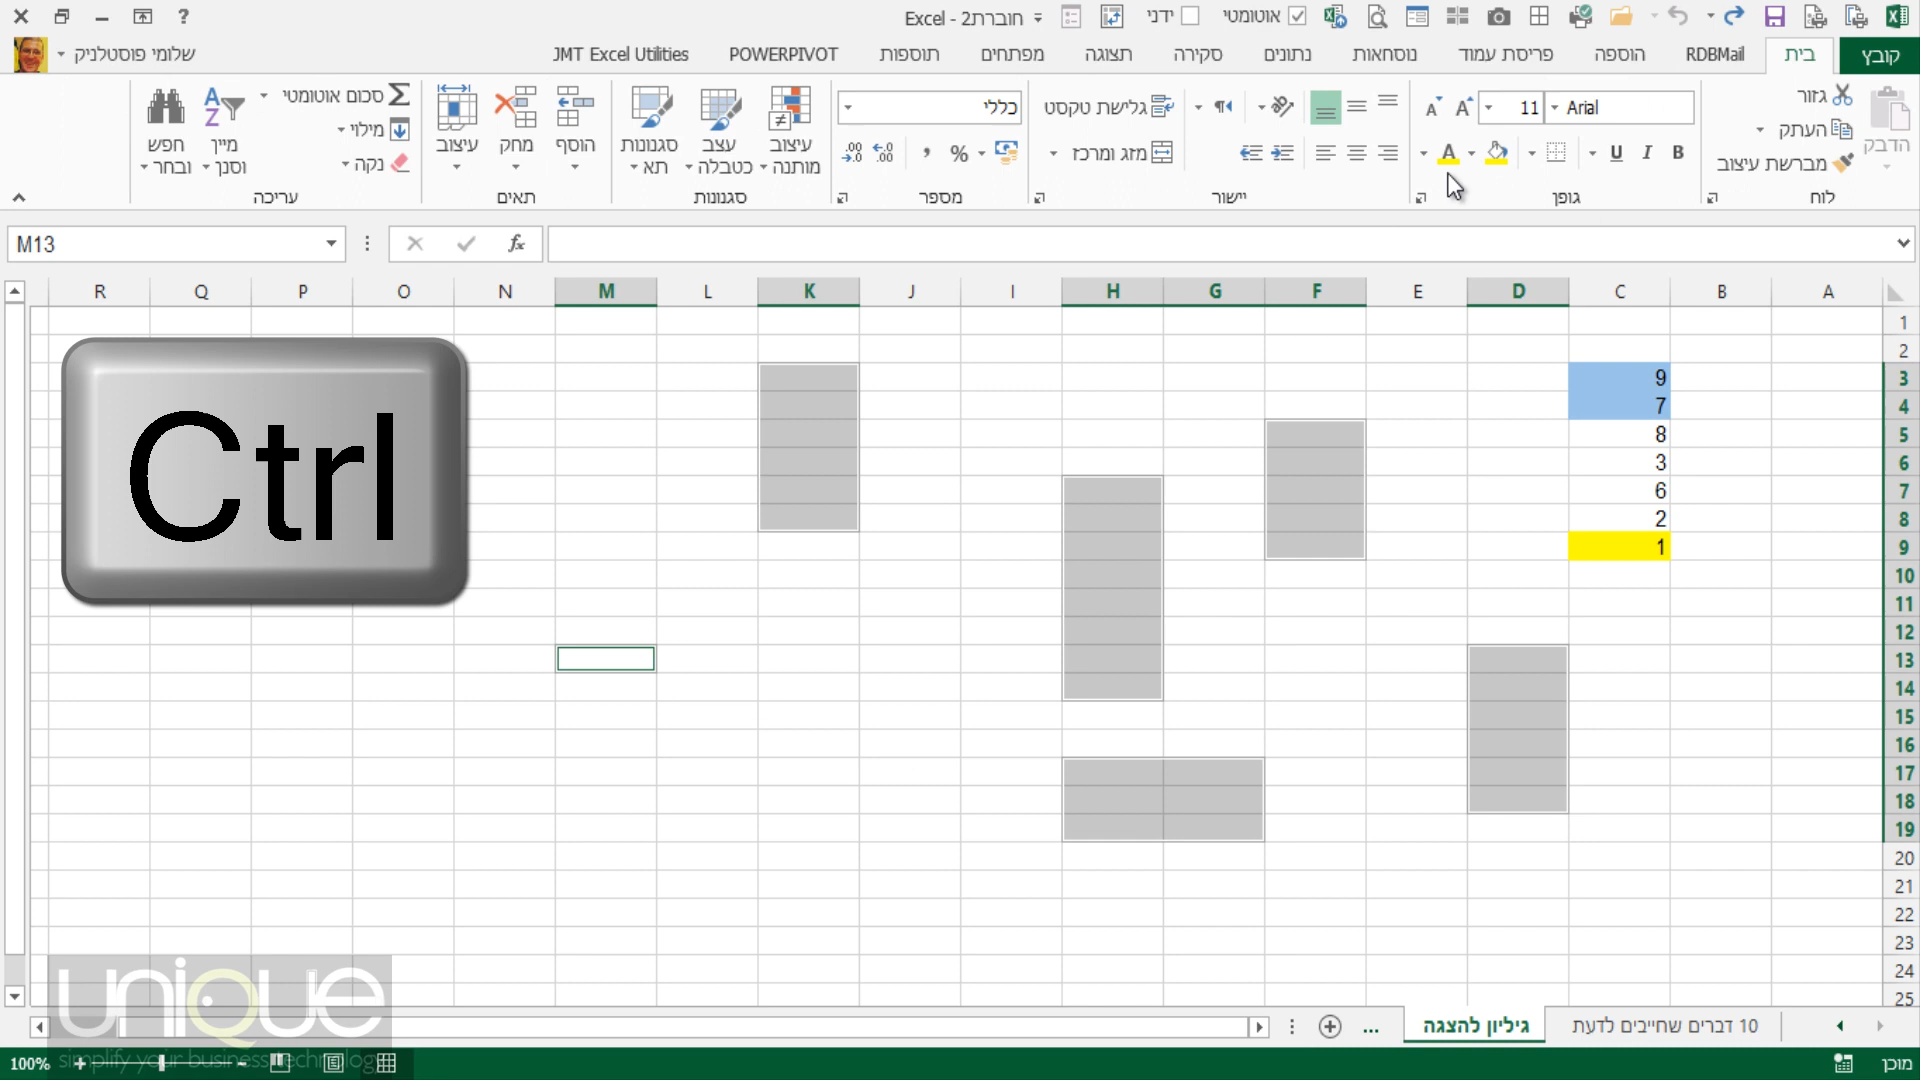 חוברת2 - Excel
אוטומטי
ידני
?
קובץ
בית
RDBMail
הוספה
פריסת עמוד
נוסחאות
נתונים
סקירה
תצוגה
מפתחים
תוספות
POWERPIVOT
JMT Excel Utilities
שלומי פוסטלניק
הדבק
גזור
העתק
מברשת עיצוב
לוח
Arial
11
B I U
גופן
גלישת טקסט
מזג ומרכז
יישור
כללי
%
מספר
עיצוב
מותנה
עצב
כטבלה
סגנונות
תא
סגנונות
הוסף
מחק
עיצוב
תאים
סכום אוטומטי
מילוי
נקה
מיין
וסנן
חפש
ובחר
עריכה
M13
fx
A B C D E F G H I J K L M N O P Q R
1
2
3
4
5
6
7
8
9
10
11
12
13
14
15
16
17
18
19
20
21
22
23
24
25
9
7
8
3
6
2
1
Ctrl
unique
simplify your business technology
10 דברים שחייבים לדעת
גיליון להצגה
...
מוכן
100%